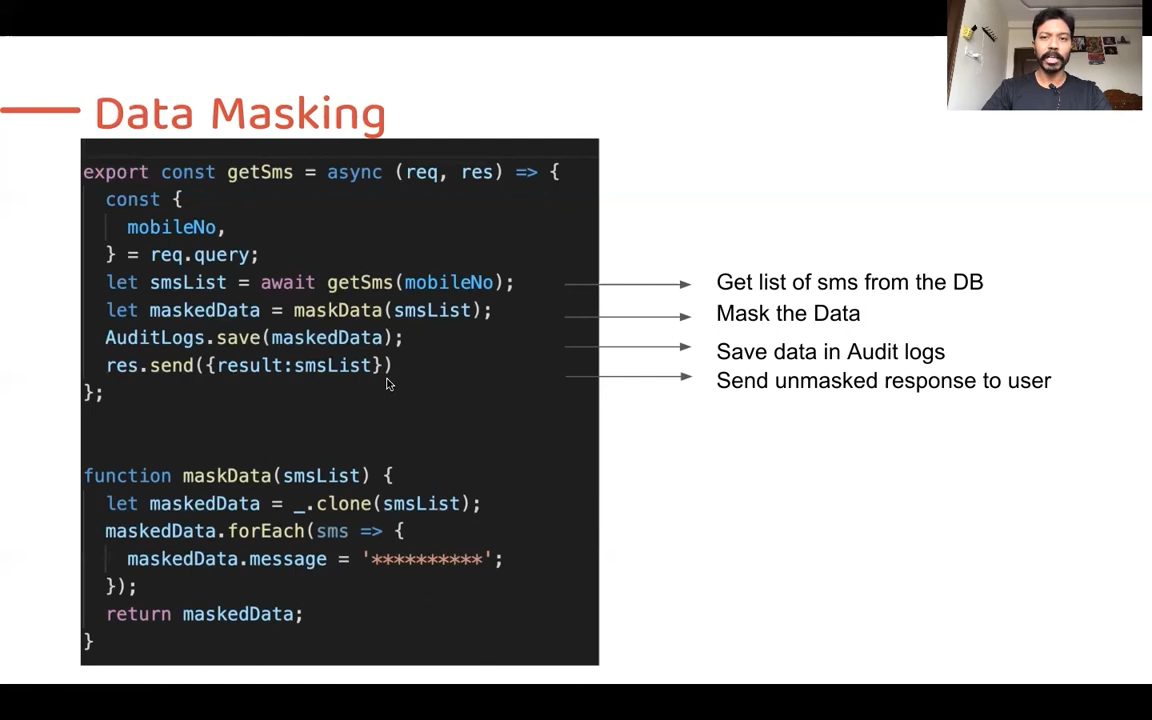 Data Masking
export const getSms = async (req, res) => {
const {
mobileNo,
} = req.query;
let smsList = await getSms(mobileNo);
let maskedData = maskData(smsList);
AuditLogs.save(maskedData);
res.send({result:smsList})
};
Get list of sms from the DB
Mask the Data
Save data in Audit logs
Send unmasked response to user
function maskData(smsList) {
let maskedData = _.clone(smsList);
maskedData.forEach(sms => {
maskedData.message = '**********';
});
return maskedData;
}